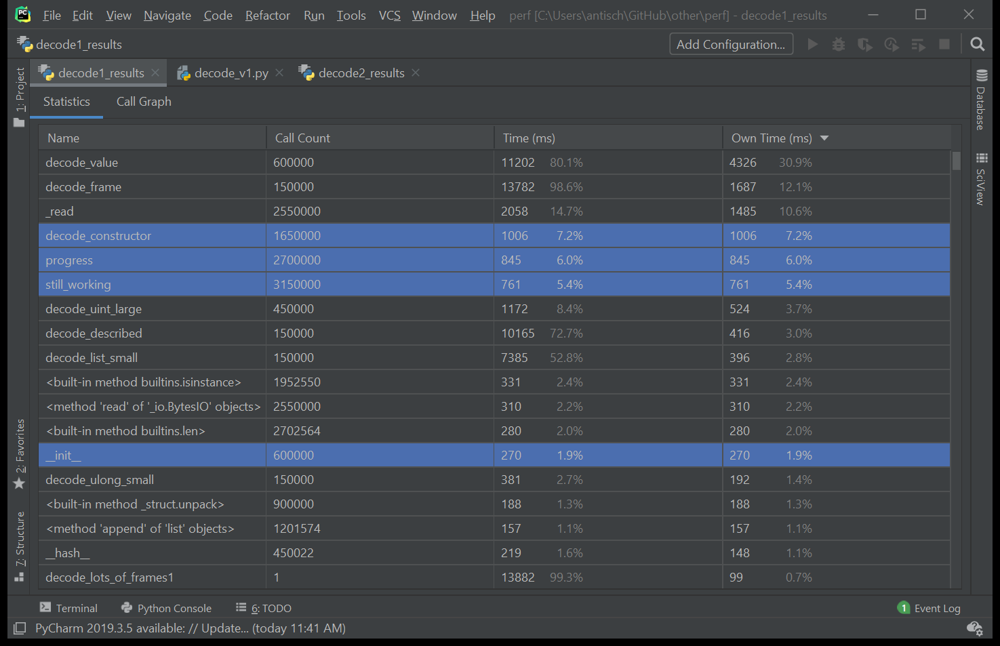 PC File Edit View Navigate Code Refactor Run Tools VCS Window Help perf [C:\Users\antisch\GitHub\other\perf] - decode1_results
decode1_results Add Configuration...
1: Project
decode1_results decode_v1.py decode2_results
Statistics Call Graph
Name Call Count Time (ms) Own Time (ms)
decode_value 600000 11202 80.1% 4326 30.9%
decode_frame 150000 13782 98.6% 1687 12.1%
_read 2550000 2058 14.7% 1485 10.6%
decode_constructor 1650000 1006 7.2% 1006 7.2%
progress 2700000 845 6.0% 845 6.0%
still_working 3150000 761 5.4% 761 5.4%
decode_uint_large 450000 1172 8.4% 524 3.7%
decode_described 150000 10165 72.7% 416 3.0%
decode_list_small 150000 7385 52.8% 396 2.8%
<built-in method builtins.isinstance> 1952550 331 2.4% 331 2.4%
<method 'read' of '_io.BytesIO' objects> 2550000 310 2.2% 310 2.2%
<built-in method builtins.len> 2702564 280 2.0% 280 2.0%
__init__ 600000 270 1.9% 270 1.9%
decode_ulong_small 150000 381 2.7% 192 1.4%
<built-in method _struct.unpack> 900000 188 1.3% 188 1.3%
<method 'append' of 'list' objects> 1201574 157 1.1% 157 1.1%
__hash__ 450022 219 1.6% 148 1.1%
decode_lots_of_frames1 1 13882 99.3% 99 0.7%
Database
SciView
2: Favorites
7: Structure
Terminal Python Console 6: TODO 1 Event Log
PyCharm 2019.3.5 available: // Update... (today 11:41 AM)